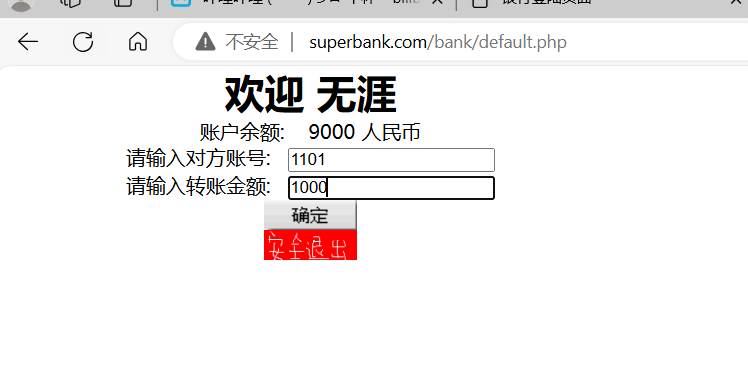 不安全 | superbank.com/bank/default.php
欢迎 无涯
账户余额: 9000 人民币
请输入对方账号: 1101
请输入转账金额: 1000
确定
安全退出